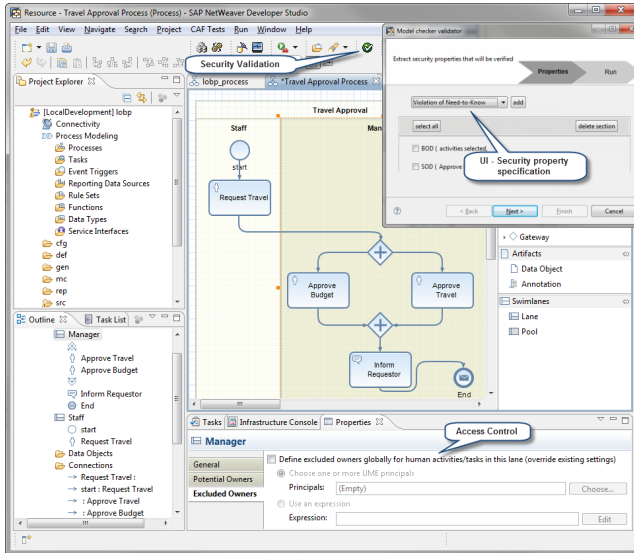 Resource - Travel Approval Process (Process) - SAP NetWeaver Developer Studio
File Edit View Navigate Search Project CAF Tests Run Window Help
Security Validation
Model checker validator
Extract security properties that will be verified
Properties
Run
Violation of Need-to-Know
add
select all
delete section
BOD ( activities selected,
SOD ( Approve
UI - Security property specification
< Back
Next >
Finish
Cancel
Project Explorer
[LocalDevelopment] lobp
Connectivity
Process Modeling
Processes
Tasks
Event Triggers
Reporting Data Sources
Rule Sets
Functions
Data Types
Service Interfaces
cfg
def
gen
mc
rep
src
lobp_process
*Travel Approval Process
Travel Approval
Staff
Man
start
Request Travel
Approve Budget
Approve Travel
Inform Requestor
End
Gateway
Artifacts
Data Object
Annotation
Swimlanes
Lane
Pool
Outline
Task List
Manager
Approve Travel
Approve Budget
Inform Requestor
End
Staff
start
Request Travel
Data Objects
Connections
Request Travel :
start : Request Travel
: Approve Travel
: Approve Budget
Tasks
Infrastructure Console
Properties
Access Control
Manager
General
Potential Owners
Excluded Owners
Define excluded owners globally for human activities/tasks in this lane (override existing settings)
Choose one or more UME principals
Principals:
(Empty)
Choose...
Use an expression
Expression:
Edit